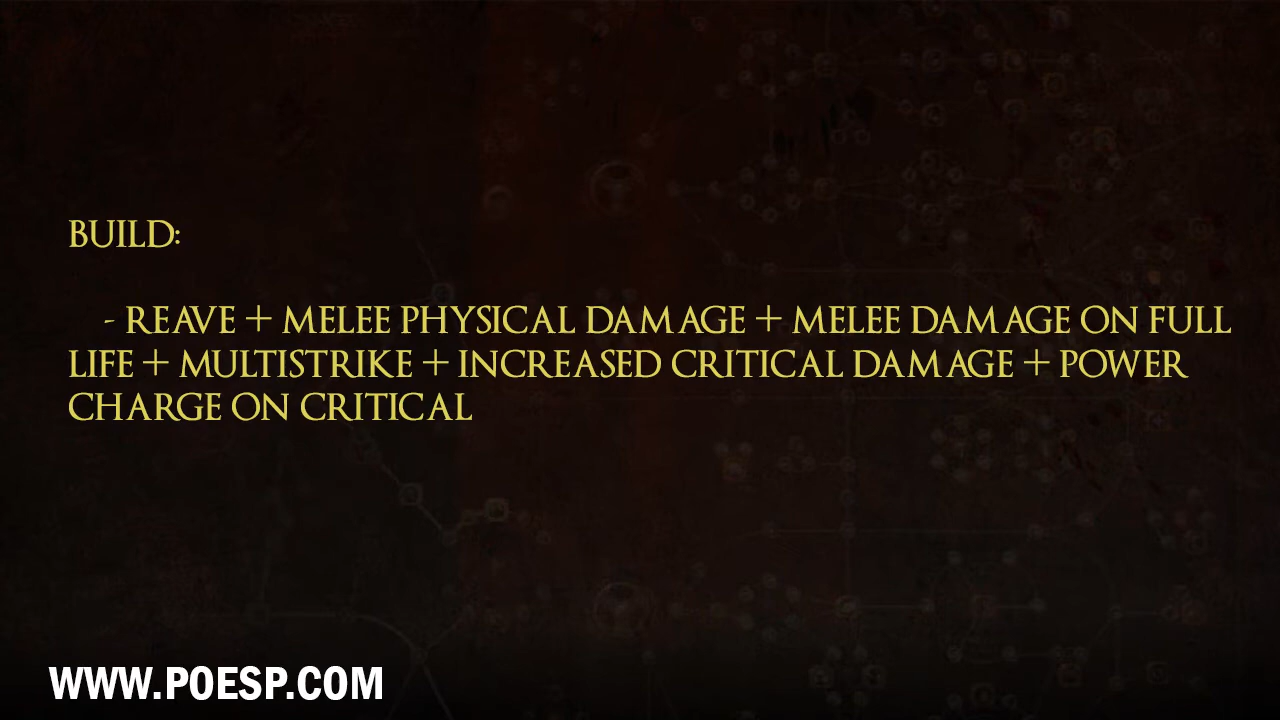 BUILD:
- REAVE + MELEE PHYSICAL DAMAGE + MELEE DAMAGE ON FULL
LIFE + MULTISTRIKE + INCREASED CRITICAL DAMAGE + POWER
CHARGE ON CRITICAL
WWW.POESP.COM